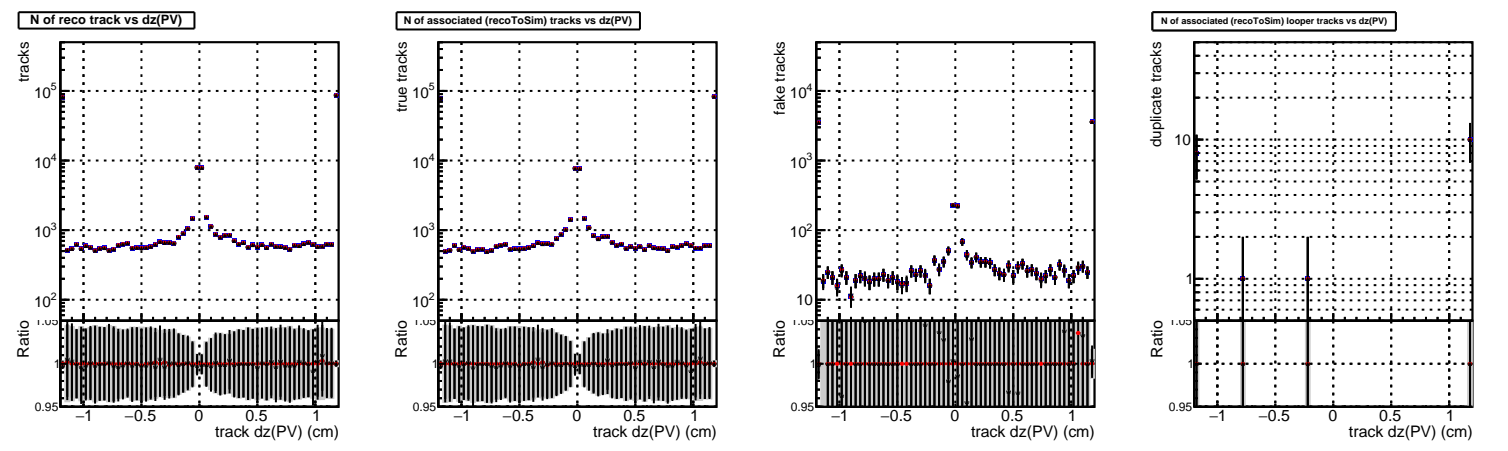 N of reco track vs dz(PV)
tracks
10^5
10^4
10^3
10^2
1.05
Ratio
1
0.95
−1 −0.5 0 0.5 1
track dz(PV) (cm)
N of associated (recoToSim) tracks vs dz(PV)
true tracks
10^5
10^4
10^3
10^2
1.05
Ratio
1
0.95
−1 −0.5 0 0.5 1
track dz(PV) (cm)
fake tracks
10^4
10^3
10^2
10
1.05
Ratio
1
0.95
−1 −0.5 0 0.5 1
track dz(PV) (cm)
N of associated (recoToSim) looper tracks vs dz(PV)
duplicate tracks
10
1
1.05
Ratio
1
0.95
−1 −0.5 0 0.5 1
track dz(PV) (cm)